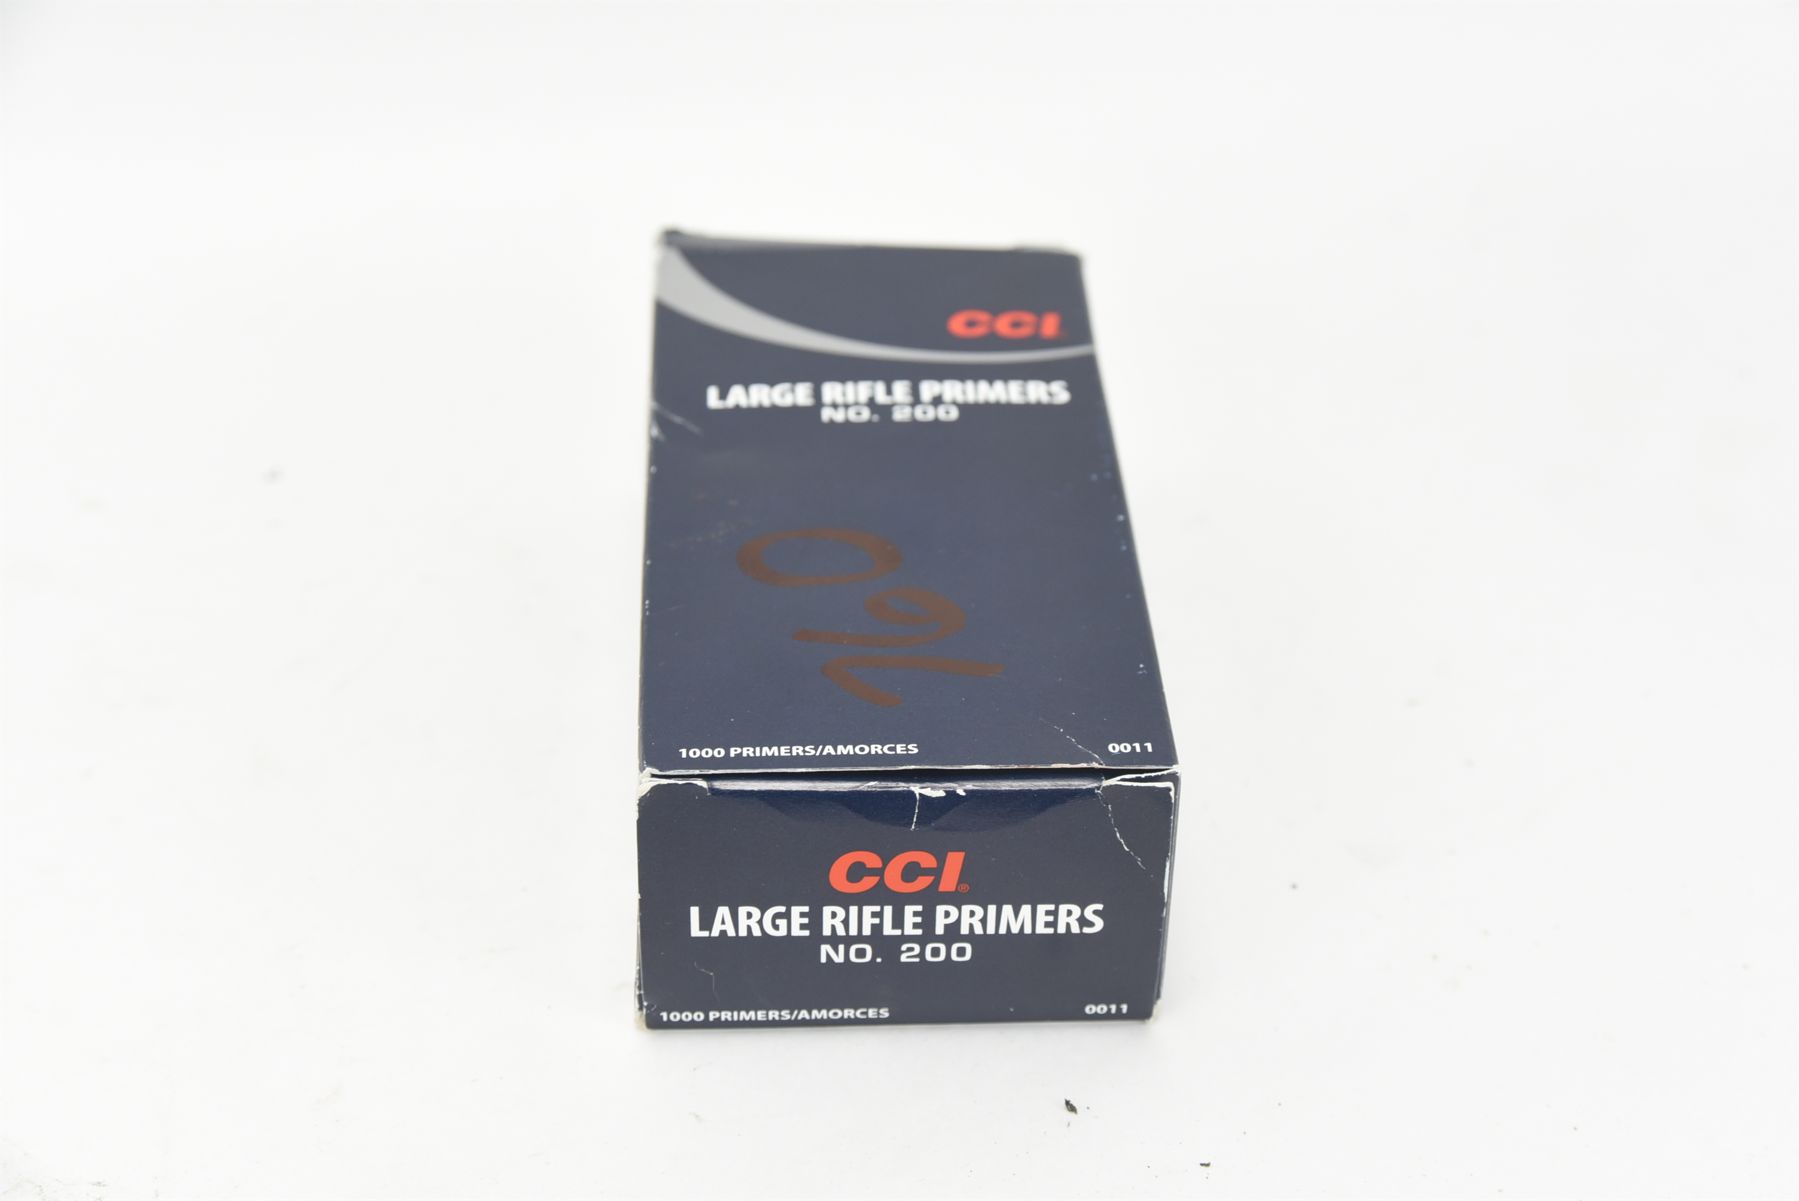 CCI.
LARGE RIFLE PRIMERS
NO. 200
160
1000 PRIMERS/AMORCES 0011
CCI®
LARGE RIFLE PRIMERS
NO. 200
1000 PRIMERS/AMORCES 0011